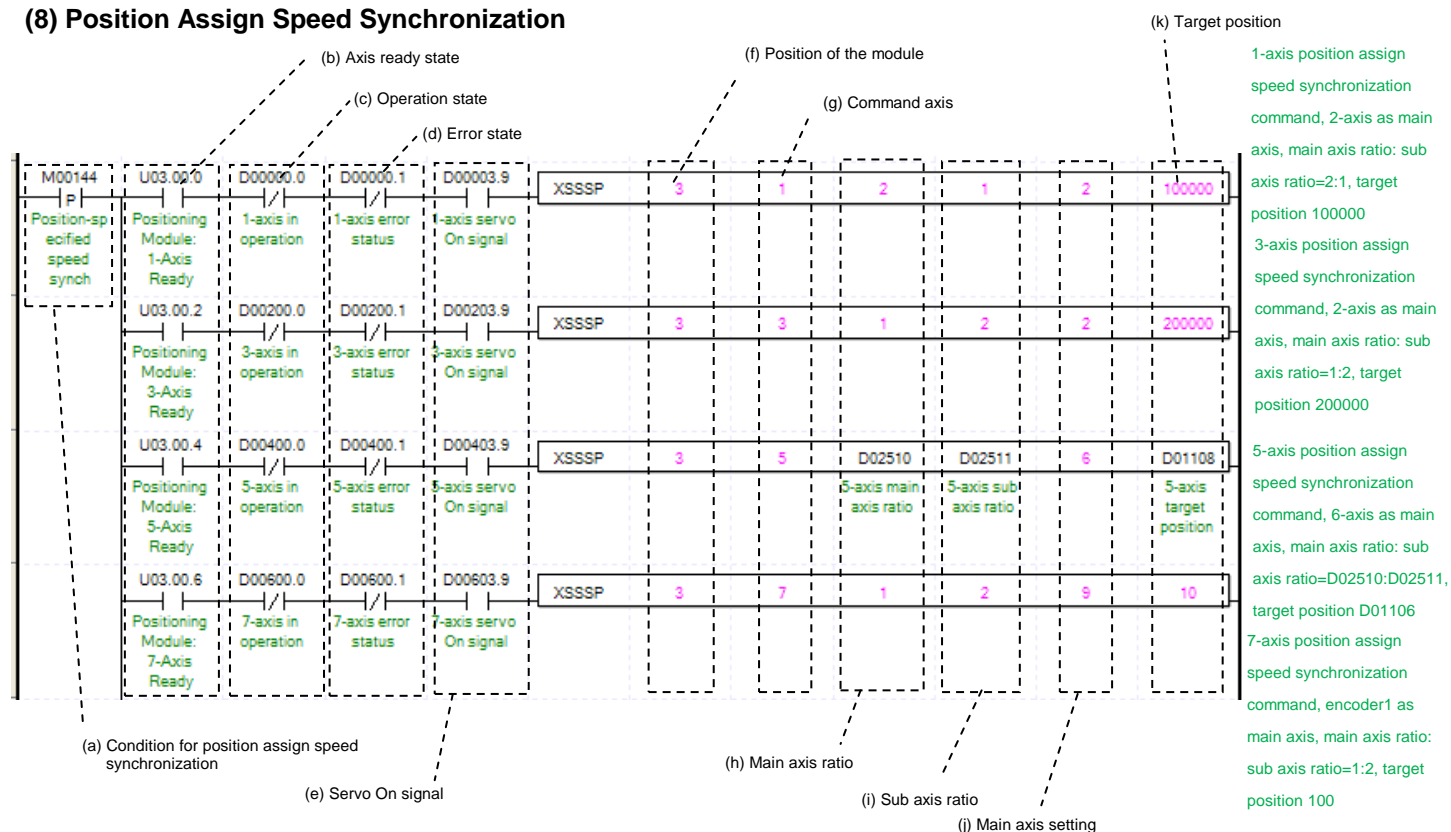 (8) Position Assign Speed Synchronization
(k) Target position
(b) Axis ready state
(f) Position of the module
(c) Operation state
(g) Command axis
(d) Error state
M00144 U03.00.0 D00000.0 D00000.1 D00003.9 XSSSP 3 1 2 1 2 100000
P
Position-sp
ecified
speed
synch
Positioning
Module:
1-Axis
Ready
1-axis in
operation
1-axis error
status
1-axis servo
On signal
U03.00.2 D00200.0 D00200.1 D00203.9 XSSSP 3 3 1 2 2 200000
Positioning
Module:
3-Axis
Ready
3-axis in
operation
3-axis error
status
3-axis servo
On signal
U03.00.4 D00400.0 D00400.1 D00403.9 XSSSP 3 5 D02510 D02511 6 D01108
Positioning
Module:
5-Axis
Ready
5-axis in
operation
5-axis error
status
5-axis servo
On signal
5-axis main
axis ratio
5-axis sub
axis ratio
5-axis
target
position
U03.00.6 D00600.0 D00600.1 D00603.9 XSSSP 3 7 1 2 9 10
Positioning
Module:
7-Axis
Ready
7-axis in
operation
7-axis error
status
7-axis servo
On signal
1-axis position assign
speed synchronization
command, 2-axis as main
axis, main axis ratio: sub
axis ratio=2:1, target
position 100000
3-axis position assign
speed synchronization
command, 2-axis as main
axis, main axis ratio: sub
axis ratio=1:2, target
position 200000
5-axis position assign
speed synchronization
command, 6-axis as main
axis, main axis ratio: sub
axis ratio=D02510:D02511,
target position D01106
7-axis position assign
speed synchronization
command, encoder1 as
main axis, main axis ratio:
sub axis ratio=1:2, target
position 100
(a) Condition for position assign speed
synchronization
(e) Servo On signal
(h) Main axis ratio
(i) Sub axis ratio
(j) Main axis setting